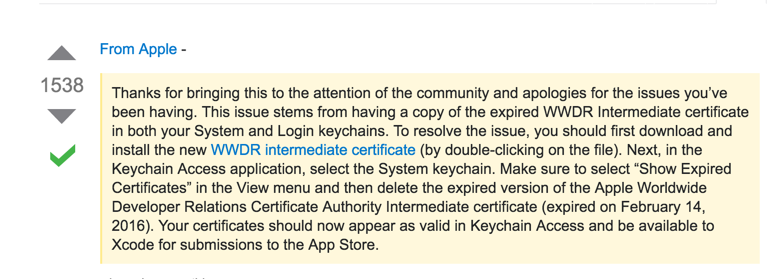 From Apple -
1538
Thanks for bringing this to the attention of the community and apologies for the issues you've
been having. This issue stems from having a copy of the expired WWDR Intermediate certificate
in both your System and Login keychains. To resolve the issue, you should first download and
install the new WWDR intermediate certificate (by double-clicking on the file). Next, in the
Keychain Access application, select the System keychain. Make sure to select “Show Expired
Certificates” in the View menu and then delete the expired version of the Apple Worldwide
Developer Relations Certificate Authority Intermediate certificate (expired on February 14,
2016). Your certificates should now appear as valid in Keychain Access and be available to
Xcode for submissions to the App Store.